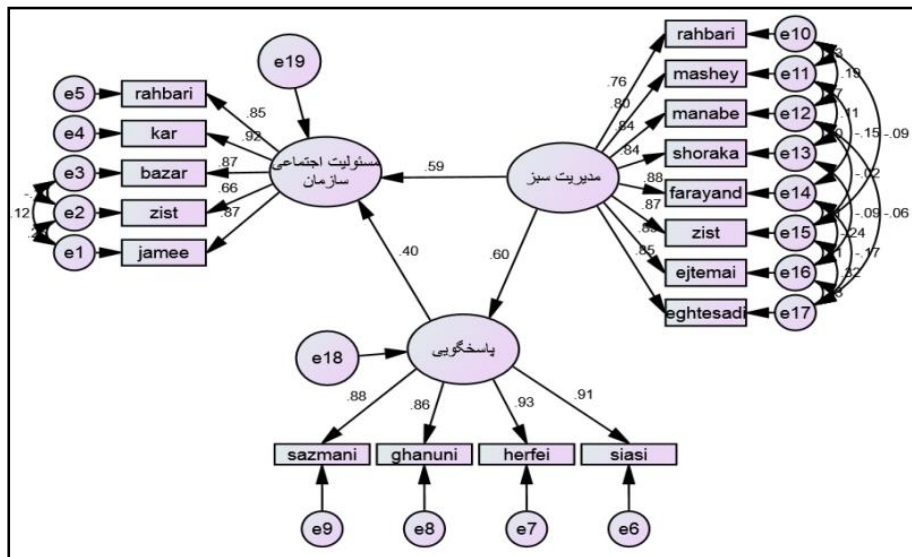 e19
e5
rahbari
e4
kar
e3
bazar
e2
zist
e1
jamee
.12
.85
.92
.87
.66
.87
مسئولیت اجتماعی
سازمان
.59
مدیریت سبز
.40
.60
پاسخگویی
e18
.88
.86
.93
.91
sazmani
ghanuni
herfei
siasi
e9
e8
e7
e6
.76
.80
.84
.84
.88
.87
.85
rahbari
mashey
manabe
shoraka
farayand
zist
ejtemai
eghtesadi
e10
e11
e12
e13
e14
e15
e16
e17
.19
.11
-.15
-.09
-.02
-.09
-.06
-.24
-.17
.32